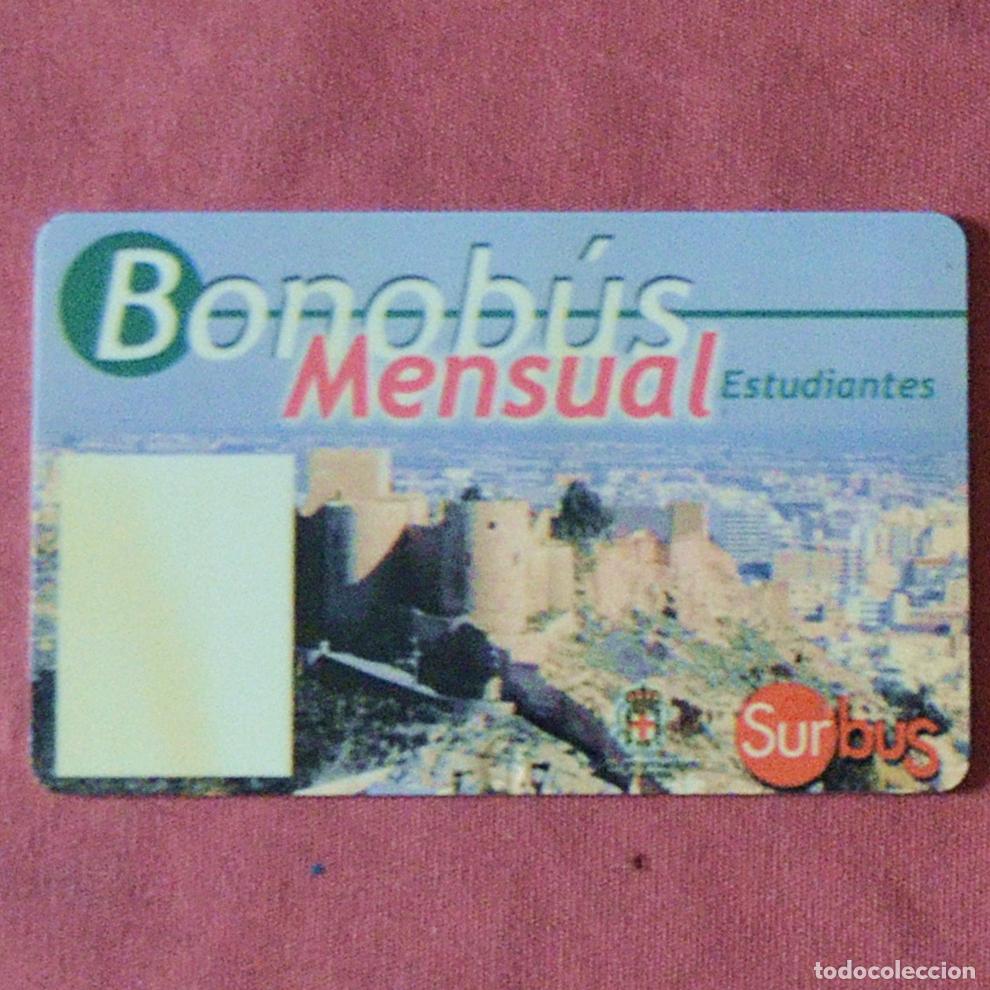 Bonobús
Mensual Estudiantes
Surbus
todocoleccion